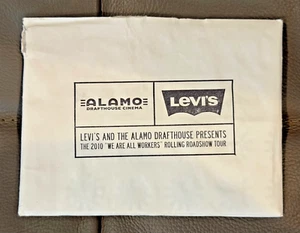 ALAMO
DRAFTHOUSE CINEMA
LEVI'S
LEVI'S AND THE ALAMO DRAFTHOUSE PRESENTS
THE 2010 "WE ARE ALL WORKERS" ROLLING ROADSHOW TOUR